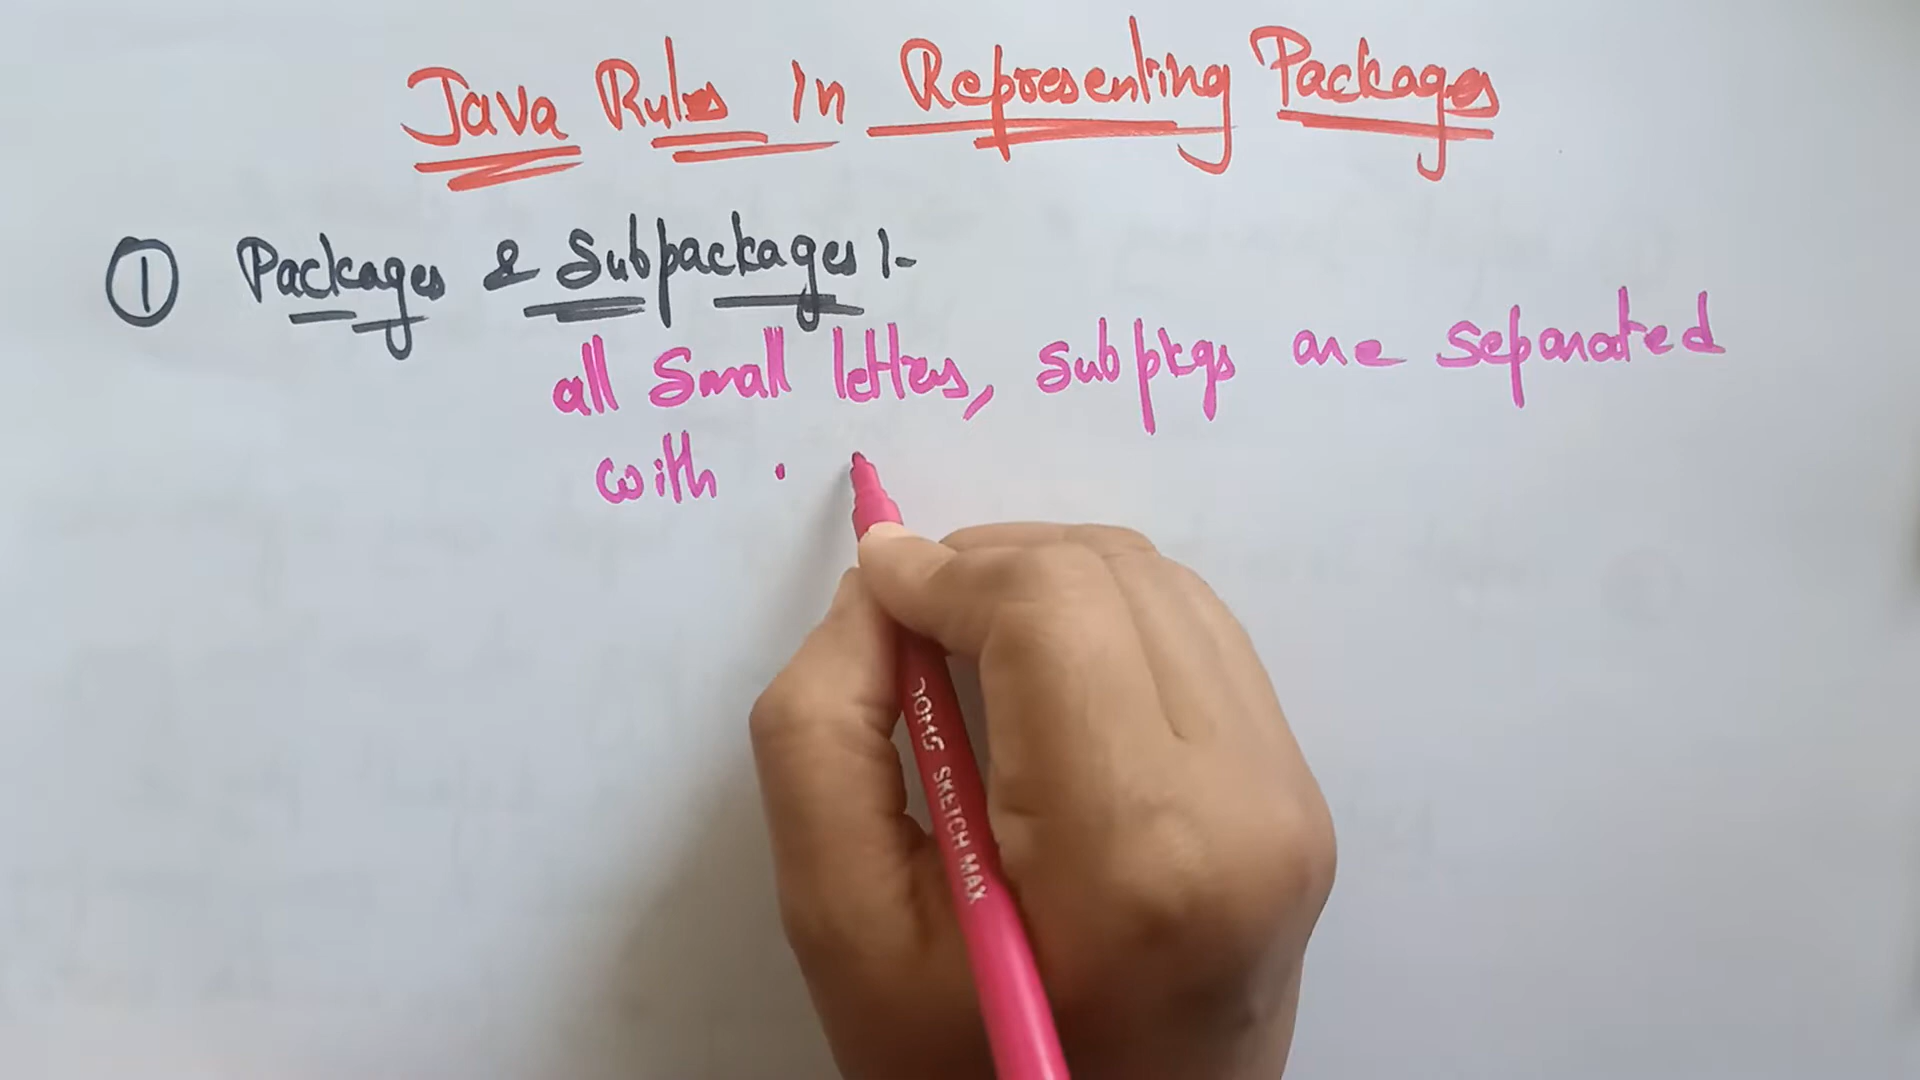 Java Rules in Representing Packages
① Packages & Subpackages :-
all small letters, subpkgs are separated
with .
DOMS SKETCH MAX